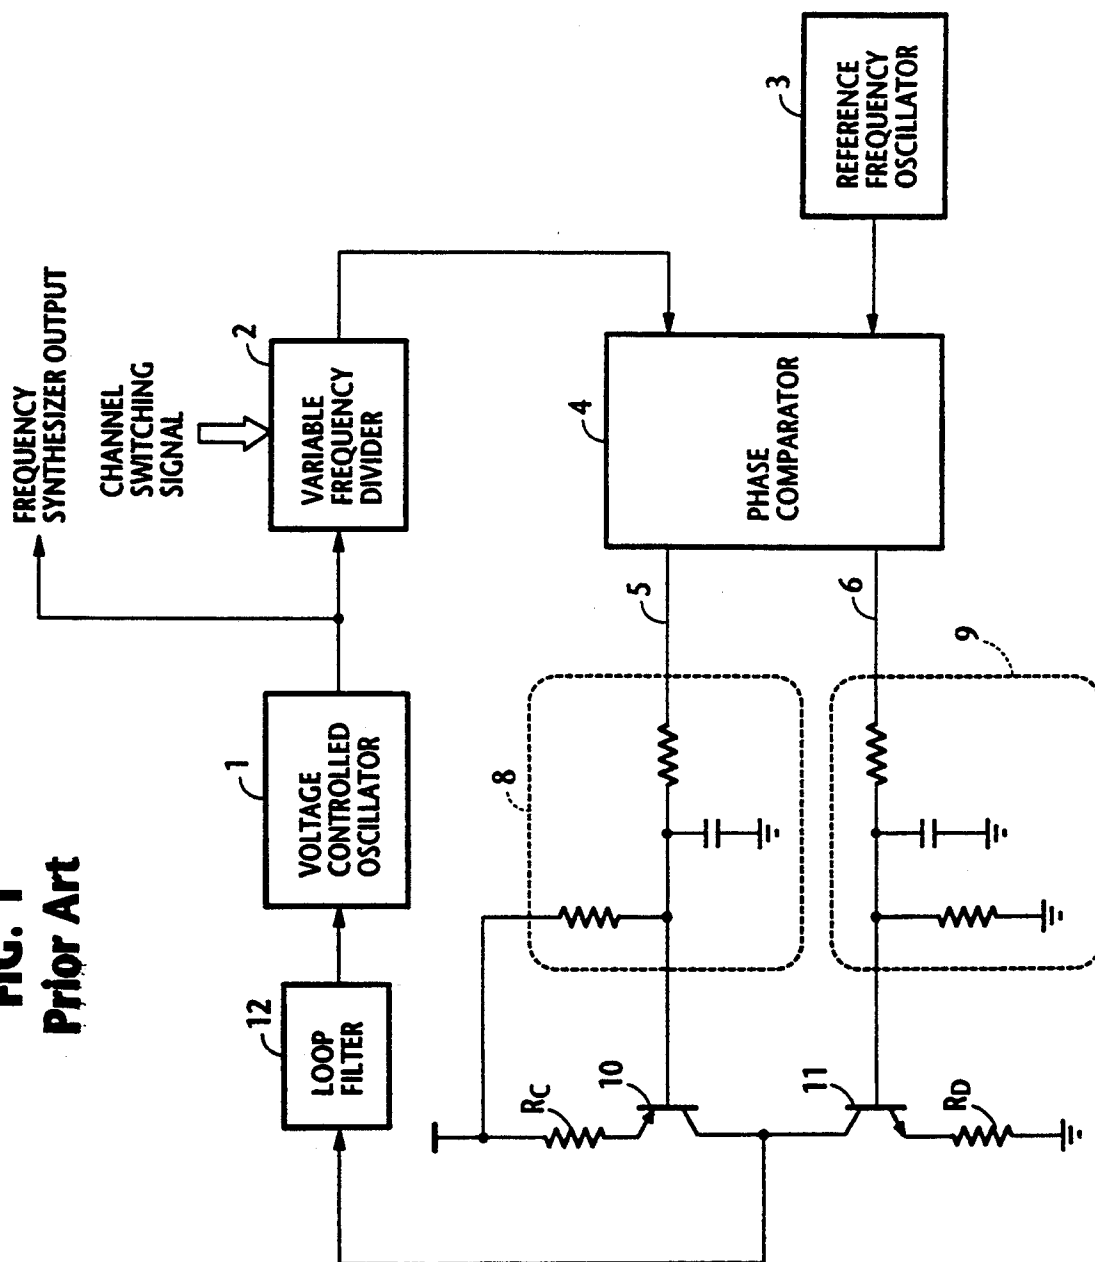 FIG. 1
Prior Art
FREQUENCY
SYNTHESIZER OUTPUT
CHANNEL
SWITCHING
SIGNAL
12
LOOP
FILTER
1
VOLTAGE
CONTROLLED
OSCILLATOR
2
VARIABLE
FREQUENCY
DIVIDER
3
REFERENCE
FREQUENCY
OSCILLATOR
4
PHASE
COMPARATOR
5
6
8
9
RC
10
11
RD